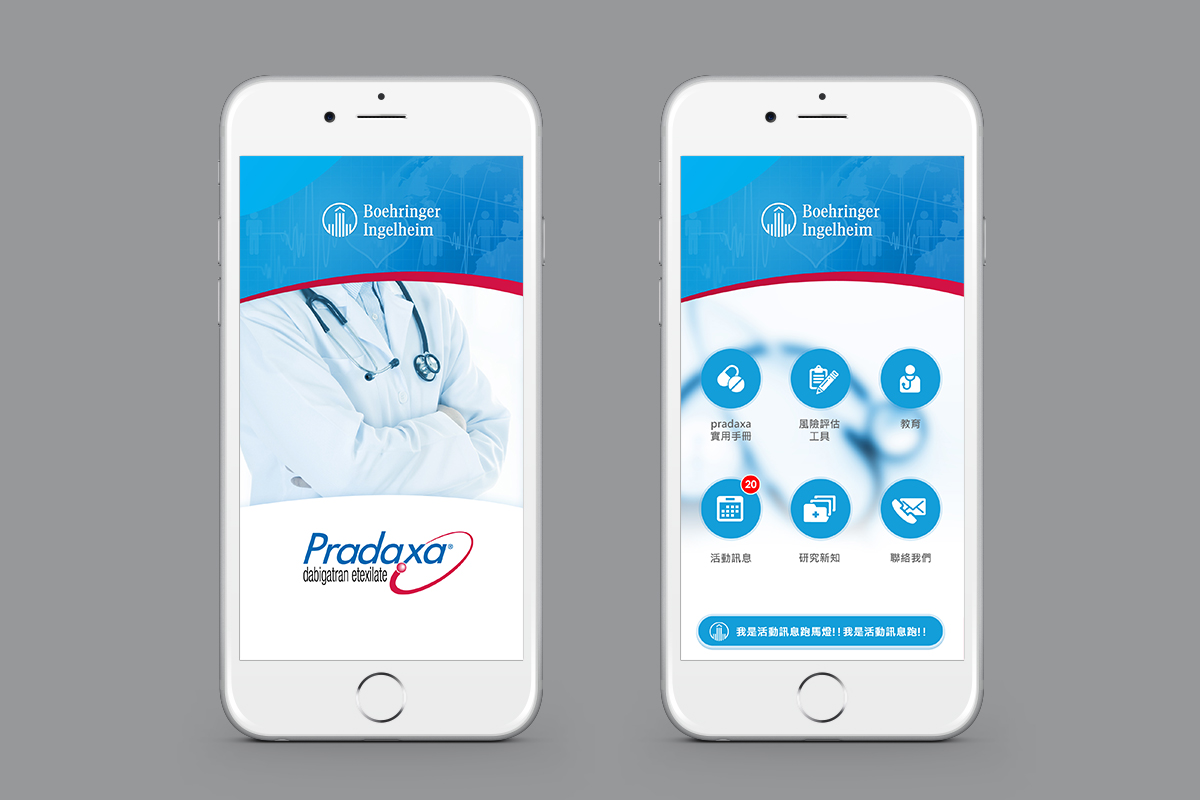 Boehringer
Ingelheim
Pradaxa®
dabigatran etexilate
Boehringer
Ingelheim
pradaxa
實用手冊
風險評估
工具
教育
20
活動訊息
研究新知
聯絡我們
我是活動訊息跑馬燈!!我是活動訊息跑!!